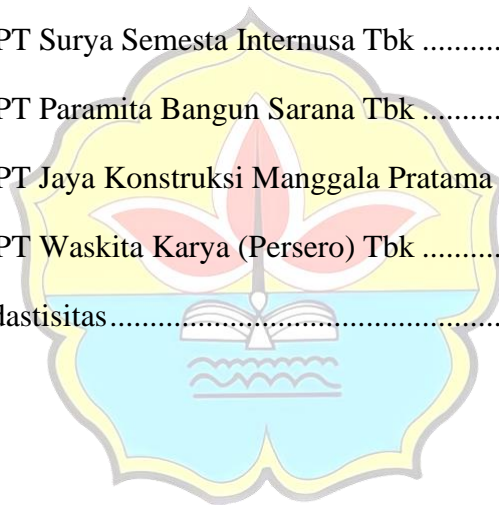 PT Surya Semesta Internusa Tbk ..........
PT Paramita Bangun Sarana Tbk ..........
PT Jaya Konstruksi Manggala Pratama
PT Waskita Karya (Persero) Tbk ..........
dastisitas................................................